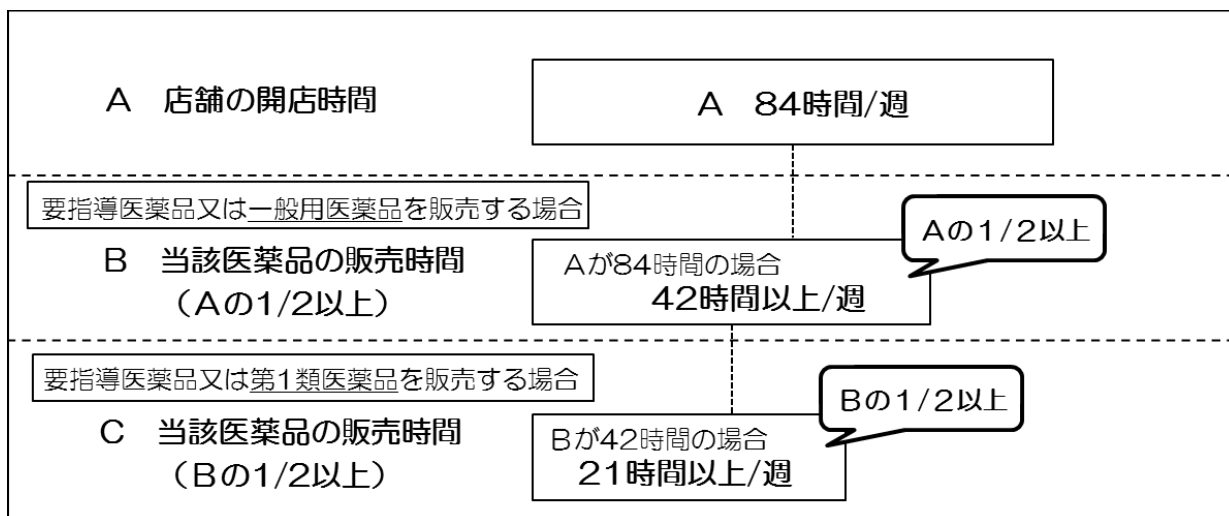 A 店舗の開店時間
A 84時間/週
要指導医薬品又は一般用医薬品を販売する場合
B 当該医薬品の販売時間
（Aの1/2以上）
Aが84時間の場合
42時間以上/週
Aの1/2以上
要指導医薬品又は第1類医薬品を販売する場合
C 当該医薬品の販売時間
（Bの1/2以上）
Bが42時間の場合
21時間以上/週
Bの1/2以上